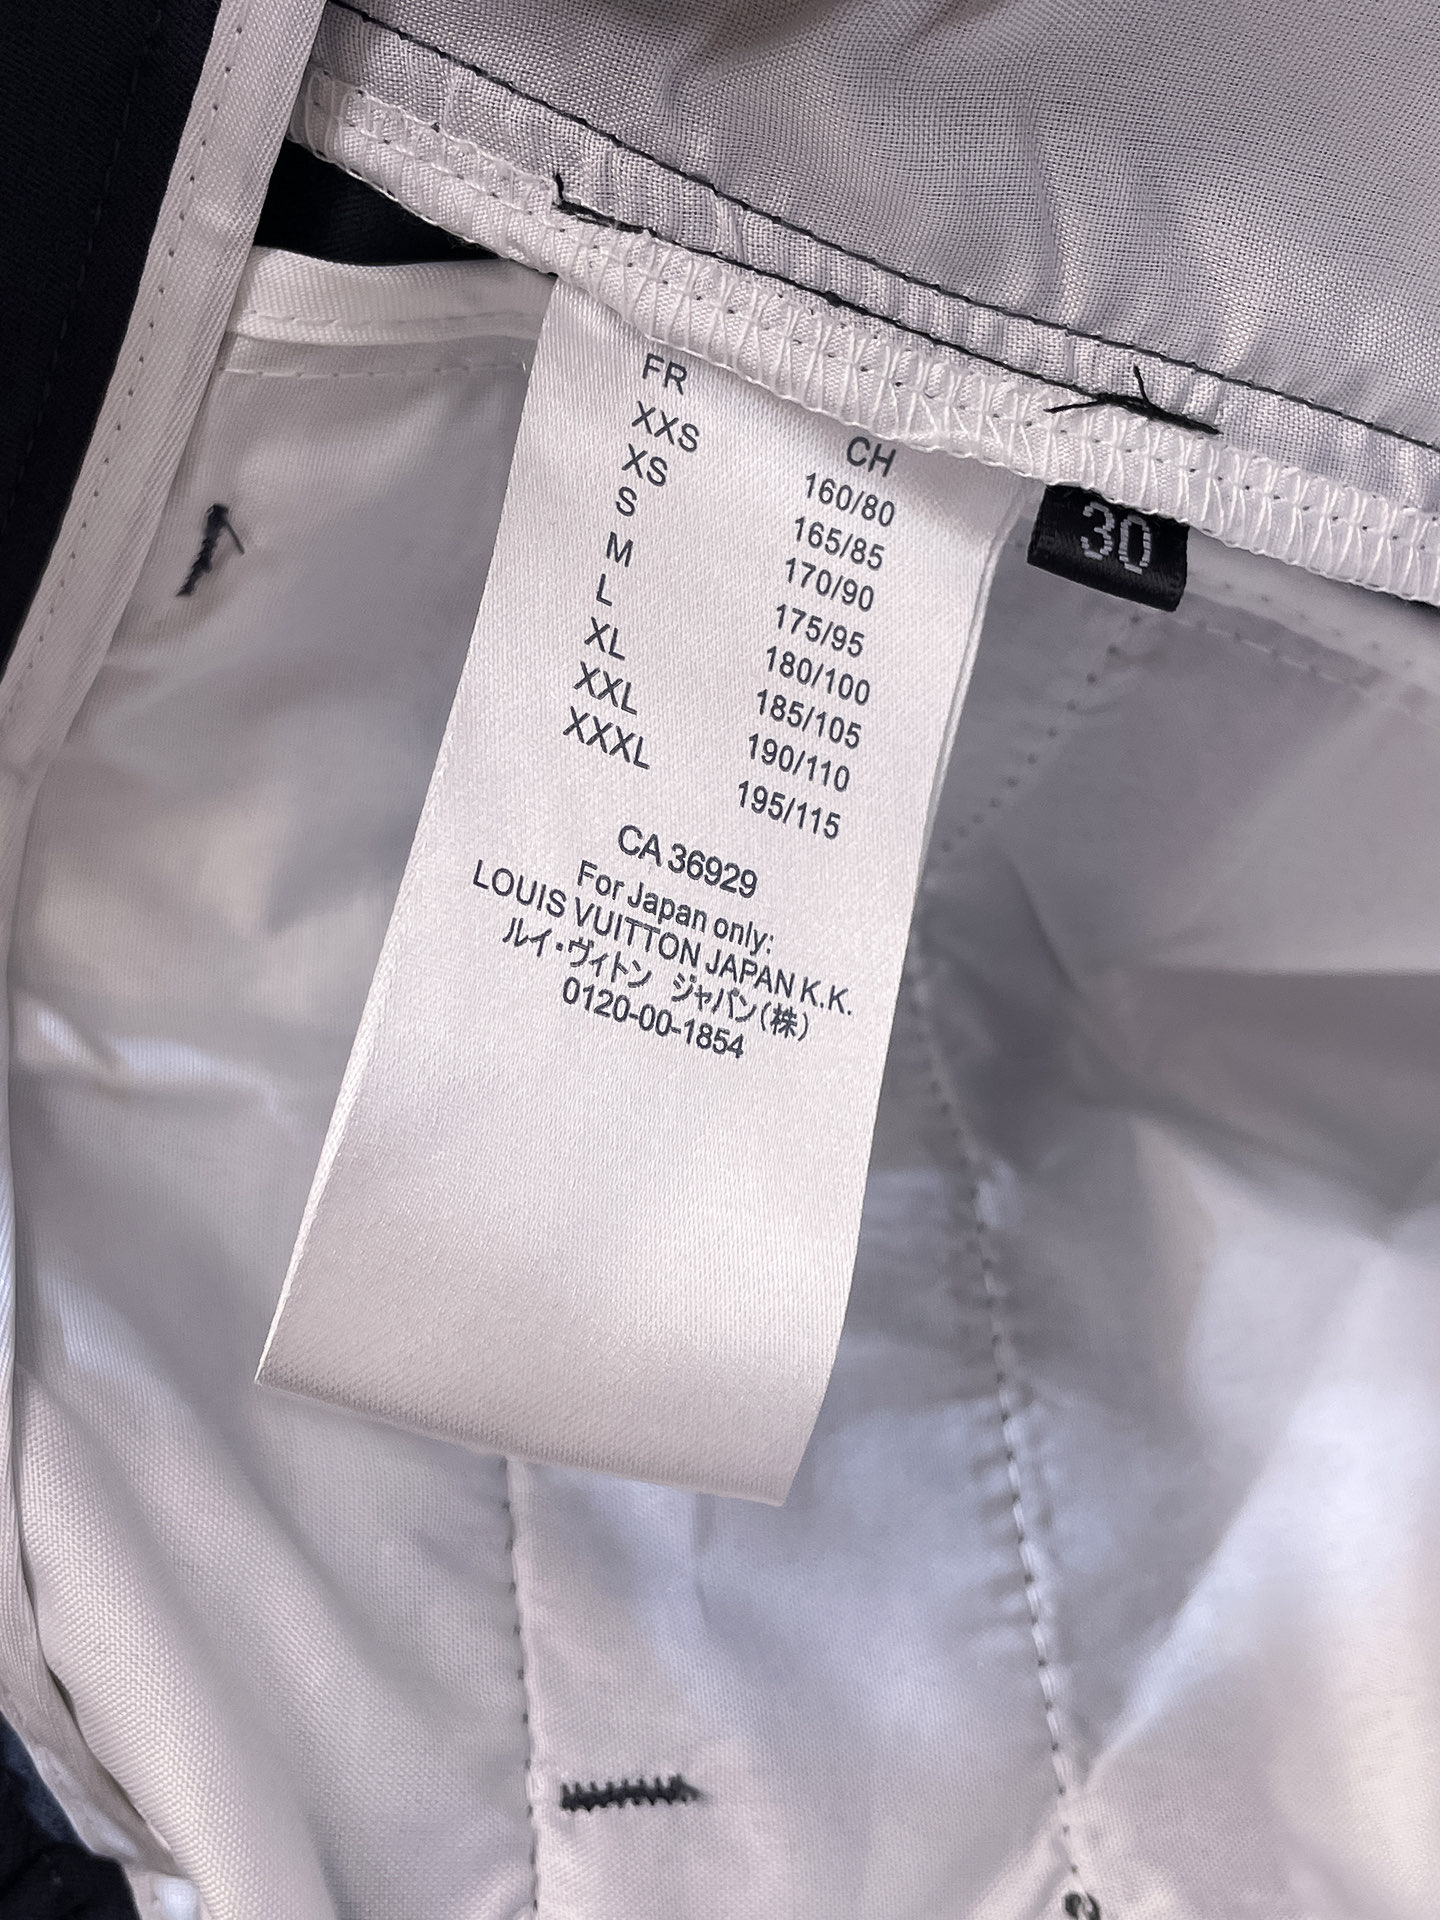 FR CH
XXS 160/80
XS 165/85
S 170/90
M 175/95
L 180/100
XL 185/105
XXL 190/110
XXXL 195/115
CA 36929
For Japan only:
LOUIS VUITTON JAPAN K.K.
ルイ・ヴィトン ジャパン(株)
0120-00-1854
30